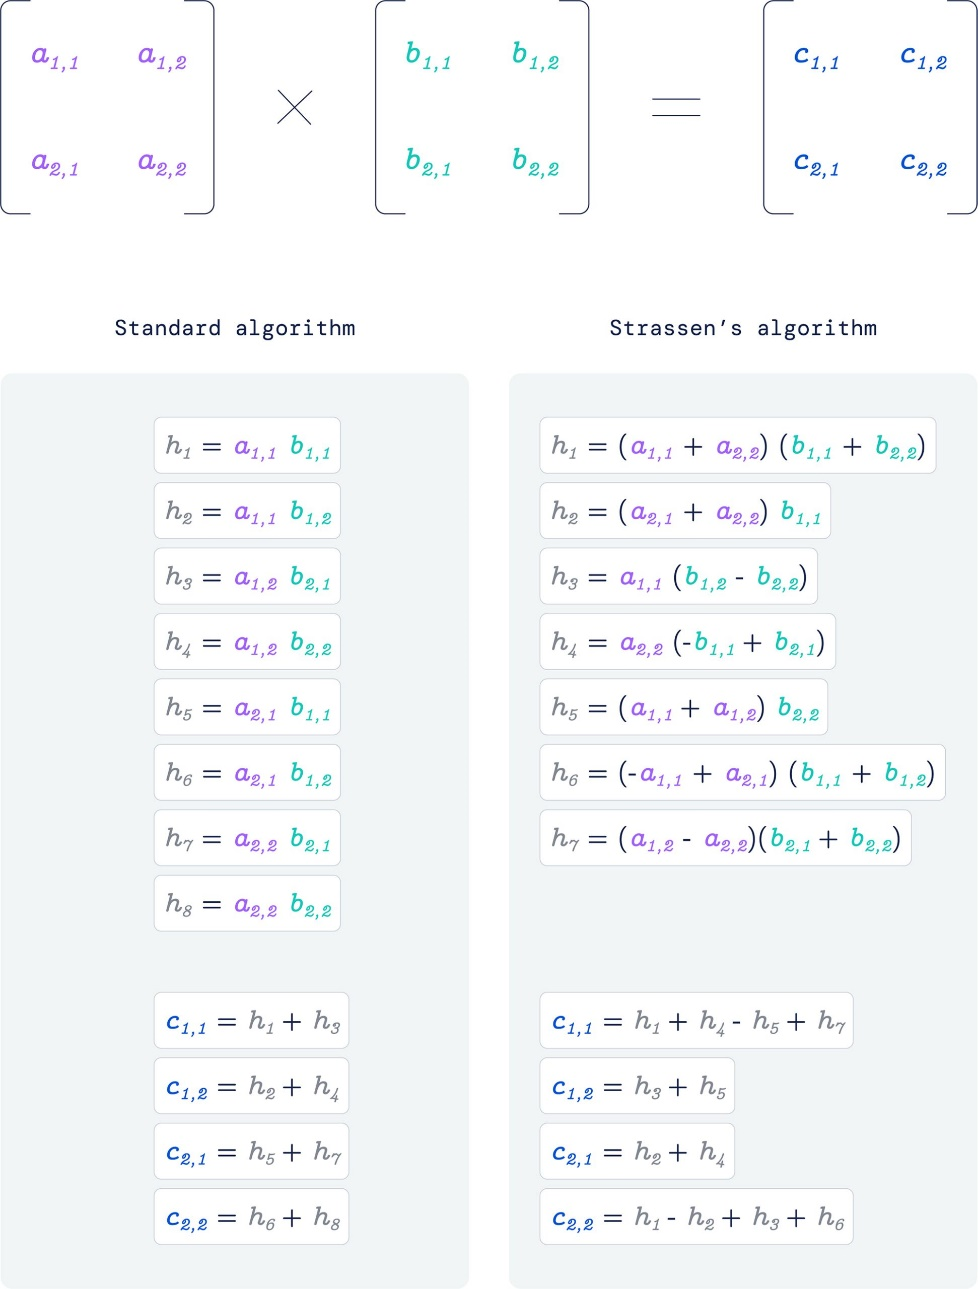 a1,1 a1,2 b1,1 b1,2 c1,1 c1,2
× =
a2,1 a2,2 b2,1 b2,2 c2,1 c2,2
Standard algorithm
h1 = a1,1 b1,1
h2 = a1,1 b1,2
h3 = a1,2 b2,1
h4 = a1,2 b2,2
h5 = a2,1 b1,1
h6 = a2,1 b1,2
h7 = a2,2 b2,1
h8 = a2,2 b2,2
c1,1 = h1 + h3
c1,2 = h2 + h4
c2,1 = h5 + h7
c2,2 = h6 + h8
Strassen’s algorithm
h1 = (a1,1 + a2,2) (b1,1 + b2,2)
h2 = (a2,1 + a2,2) b1,1
h3 = a1,1 (b1,2 - b2,2)
h4 = a2,2 (-b1,1 + b2,1)
h5 = (a1,1 + a1,2) b2,2
h6 = (-a1,1 + a2,1) (b1,1 + b1,2)
h7 = (a1,2 - a2,2)(b2,1 + b2,2)
c1,1 = h1 + h4 - h5 + h7
c1,2 = h3 + h5
c2,1 = h2 + h4
c2,2 = h1 - h2 + h3 + h6